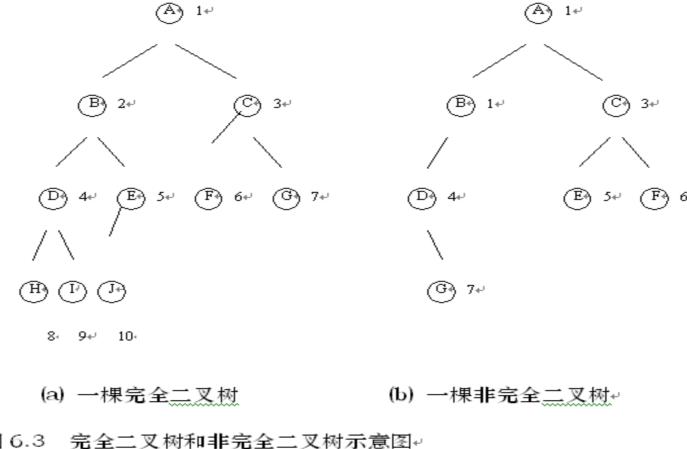 A 1 A 1
B 2 C 3 B 1 C 3
D 4 E 5 F 6 G 7 D 4 E 5 F 6
H I J G 7
8 9 10
(a) 一棵完全二叉树 (b) 一棵非完全二叉树
6.3 完全二叉树和非完全二叉树示意图